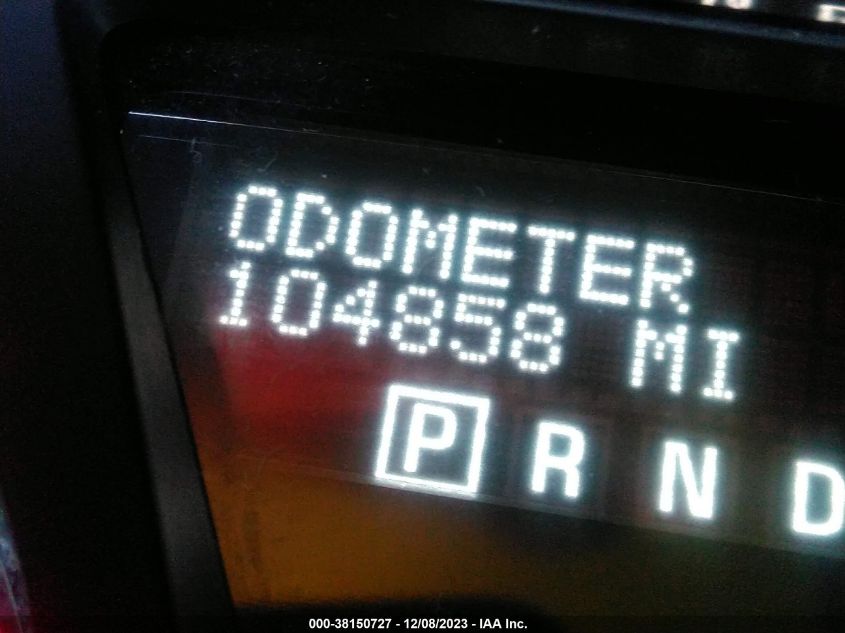 ODOMETER
104858 MI
P R N D
000-38150727 - 12/08/2023 - IAA Inc.